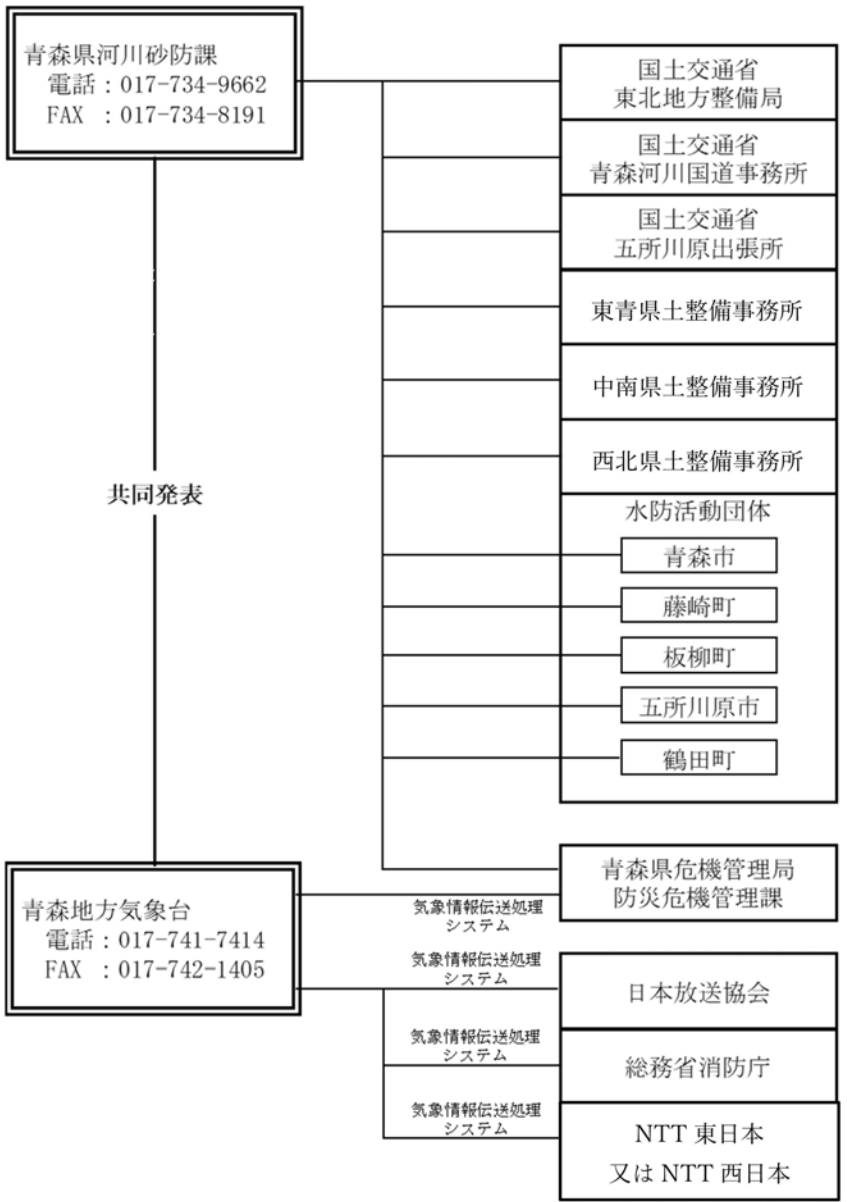 青森県河川砂防課
電話：017-734-9662
FAX ：017-734-8191
共同発表
青森地方気象台
電話：017-741-7414
FAX ：017-742-1405
国土交通省
東北地方整備局
国土交通省
青森河川国道事務所
国土交通省
五所川原出張所
東青県土整備事務所
中南県土整備事務所
西北県土整備事務所
水防活動団体
青森市
藤崎町
板柳町
五所川原市
鶴田町
青森県危機管理局
防災危機管理課
気象情報伝送処理
システム
気象情報伝送処理
システム
日本放送協会
気象情報伝送処理
システム
総務省消防庁
気象情報伝送処理
システム
NTT 東日本
又は NTT 西日本